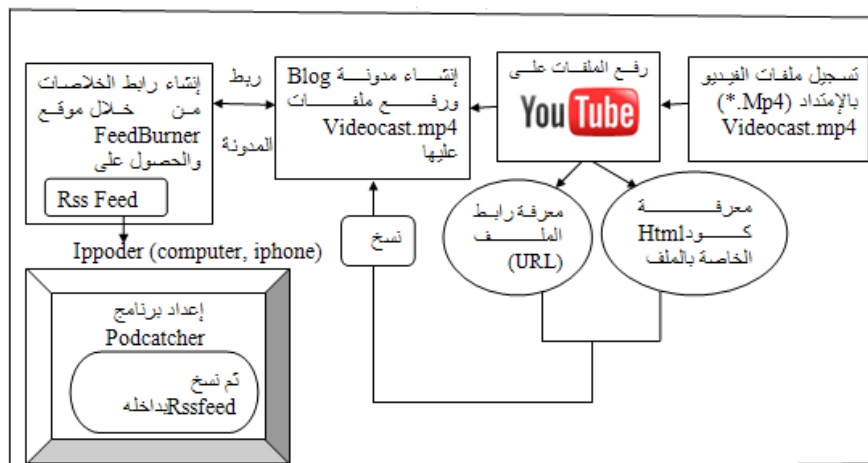 تسجيل ملفات الفيديو
بالإمتداد (Mp4.*)
Videocast.mp4
رفع الملفات على
YouTube
إنشاء مدونة Blog
ورفع ملفات
Videocast.mp4
عليها
ربط
المدونة
إنشاء رابط الخلاصات
من خلال موقع
FeedBurner
والحصول على
Rss Feed
معرفة
كود Html
الخاصة بالملف
معرفة رابط
الملف
(URL)
نسخ
Ippoder (computer, iphone)
إعداد برنامج
Podcatcher
ثم نسخ
Rssfeed بداخله